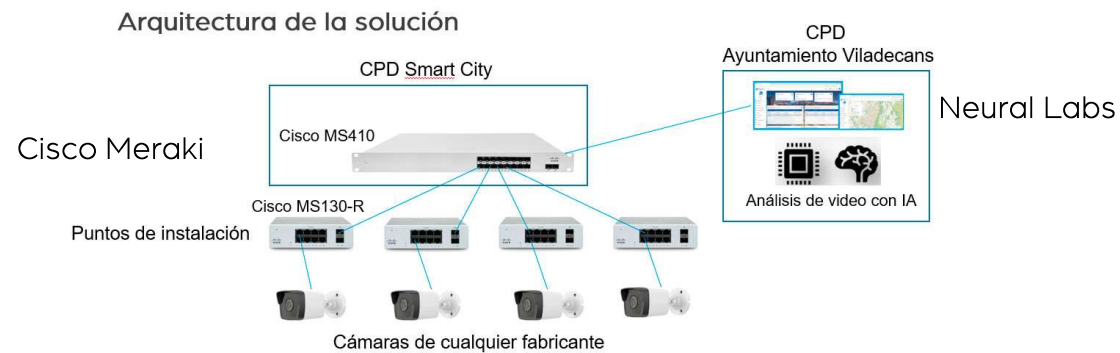 Arquitectura de la solución
CPD
Ayuntamiento Viladecans
CPD Smart City
Neural Labs
Cisco MS410
Cisco Meraki
Análisis de video con IA
Cisco MS130-R
Puntos de instalación
Cámaras de cualquier fabricante